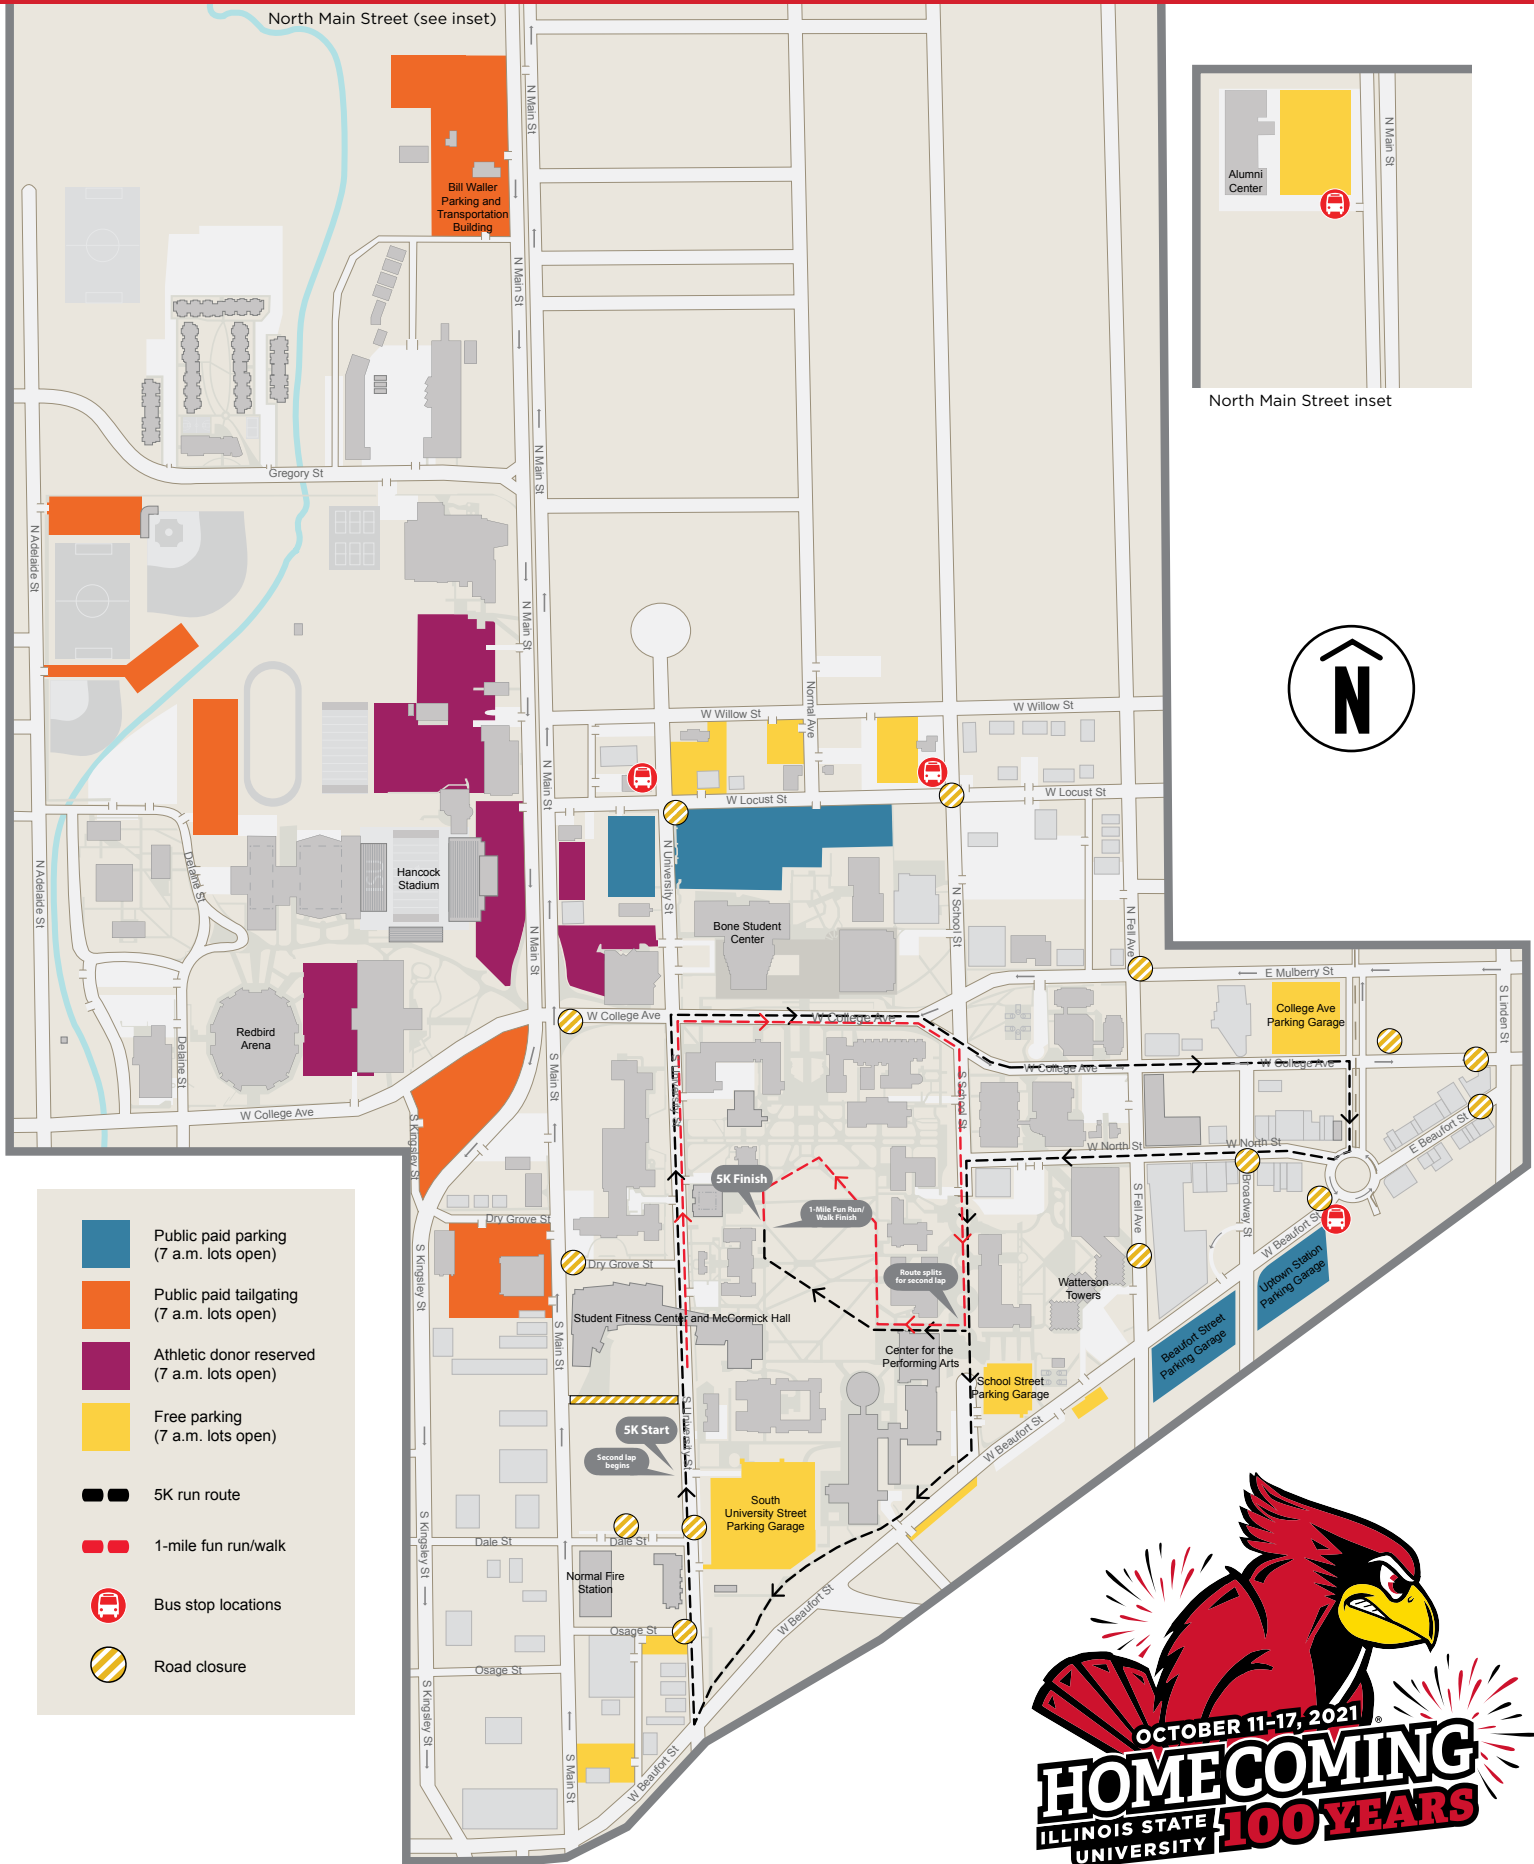 North Main Street (see inset)
N Main St
N Main St
Alumni
Center
North Main Street inset
Bill Waller
Parking and
Transportation
Building
N Main St
N Main St
Gregory St
N Adelaide St
N Main St
N
W Willow St
Normal Ave
W Willow St
N Main St
W Locust St
W Locust St
N Adelaide St
Delaine St
Hancock
Stadium
ISU
N University St
N School St
N Fell Ave
Bone Student
Center
N Main St
E Mulberry St
S Linden St
College Ave
Parking Garage
Redbird
Arena
W College Ave
W College Ave
W College Ave
W College Ave
Delaine St
S Main St
S University St
S School St
W College Ave
S Kingsley St
W North St
W North St
E Beaufort St
5K Finish
1-Mile Fun Run/
Walk Finish
S Fell Ave
Broadway St
W Beaufort St
Dry Grove St
Dry Grove St
S Kingsley St
Route splits
for second lap
Watterson
Towers
Uptown Station
Parking Garage
Student Fitness Center and McCormick Hall
S Main St
Center for the
Performing Arts
Beaufort Street
Parking Garage
School Street
Parking Garage
S University St
5K Start
Second lap
begins
W Beaufort St
South
University Street
Parking Garage
S Kingsley St
Dale St
Dale St
Normal Fire
Station
W Beaufort St
Osage St
Osage St
S Kingsley St
S Main St
W Beaufort St
Public paid parking
(7 a.m. lots open)
Public paid tailgating
(7 a.m. lots open)
Athletic donor reserved
(7 a.m. lots open)
Free parking
(7 a.m. lots open)
5K run route
1-mile fun run/walk
Bus stop locations
Road closure
OCTOBER 11-17, 2021
®
HOMECOMING
ILLINOIS STATE
UNIVERSITY
100 YEARS